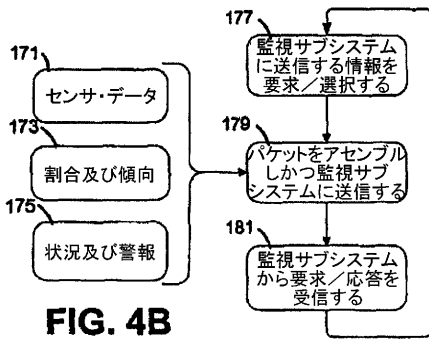 171
センサ・データ
173
割合及び傾向
175
状況及び警報
177
監視サブシステム
に送信する情報を
要求／選択する
179
パケットをアセンブル
しかつ監視サブ
システムに送信する
181
監視サブシステム
から要求／応答を
受信する
FIG. 4B